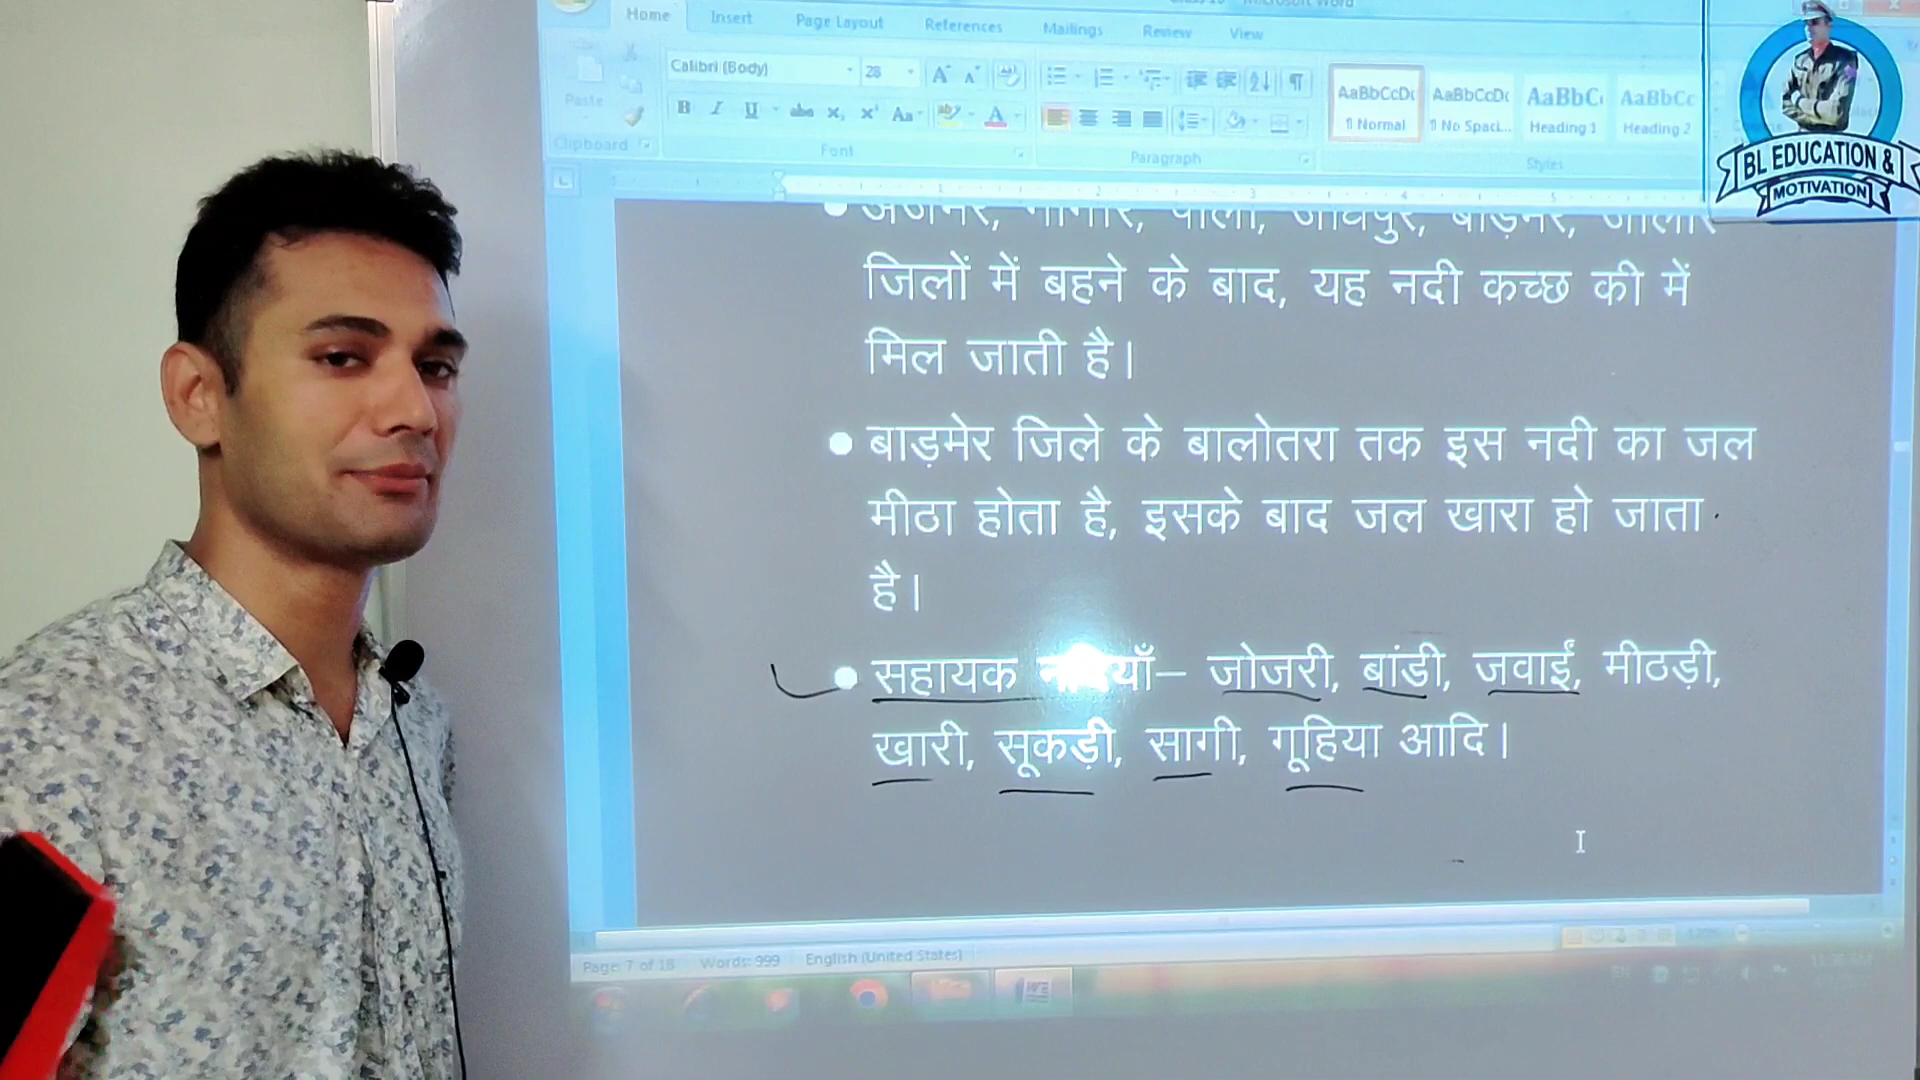 Home Insert Page Layout References Mailings Review View
Calibri (Body) 28
Paste
AaBbCcDc AaBbCcDc AaBbC AaBbCc
¶ Normal ¶ No Spaci... Heading 1 Heading 2
Clipboard Font Paragraph Styles
BL EDUCATION &
MOTIVATION
जिलों में बहने के बाद, यह नदी कच्छ की में
मिल जाती है।
• बाड़मेर जिले के बालोतरा तक इस नदी का जल
मीठा होता है, इसके बाद जल खारा हो जाता
है।
• सहायक नदियाँ– जोजरी, बांडी, जवाईं, मीठड़ी,
खारी, सूकड़ी, सागी, गूहिया आदि।
Page: 7 of 18 Words: 999 English (United States)